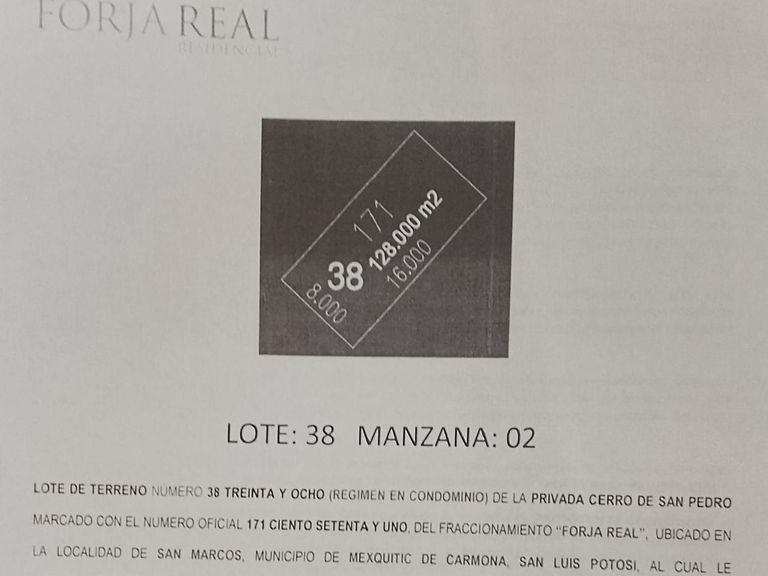 FORJA REAL
RESIDENCIAL
171
38 128.000 m2
16.000
8.000
LOTE: 38 MANZANA: 02
LOTE DE TERRENO NÚMERO 38 TREINTA Y OCHO (REGIMEN EN CONDOMINIO) DE LA PRIVADA CERRO DE SAN PEDRO
MARCADO CON EL NUMERO OFICIAL 171 CIENTO SETENTA Y UNO, DEL FRACCIONAMIENTO "FORJA REAL", UBICADO EN
LA LOCALIDAD DE SAN MARCOS, MUNICIPIO DE MEXQUITIC DE CARMONA, SAN LUIS POTOSI, AL CUAL LE